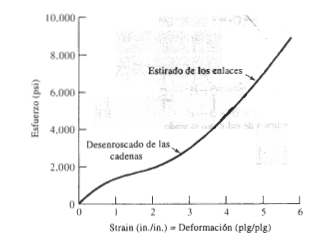 10,000
8,000
6,000
4,000
2,000
0
Esfuerzo (psi)
Estirado de los enlaces
Desenroscado de las
cadenas
0 1 2 3 4 5 6
Strain (in./in.) = Deformación (plg/plg)